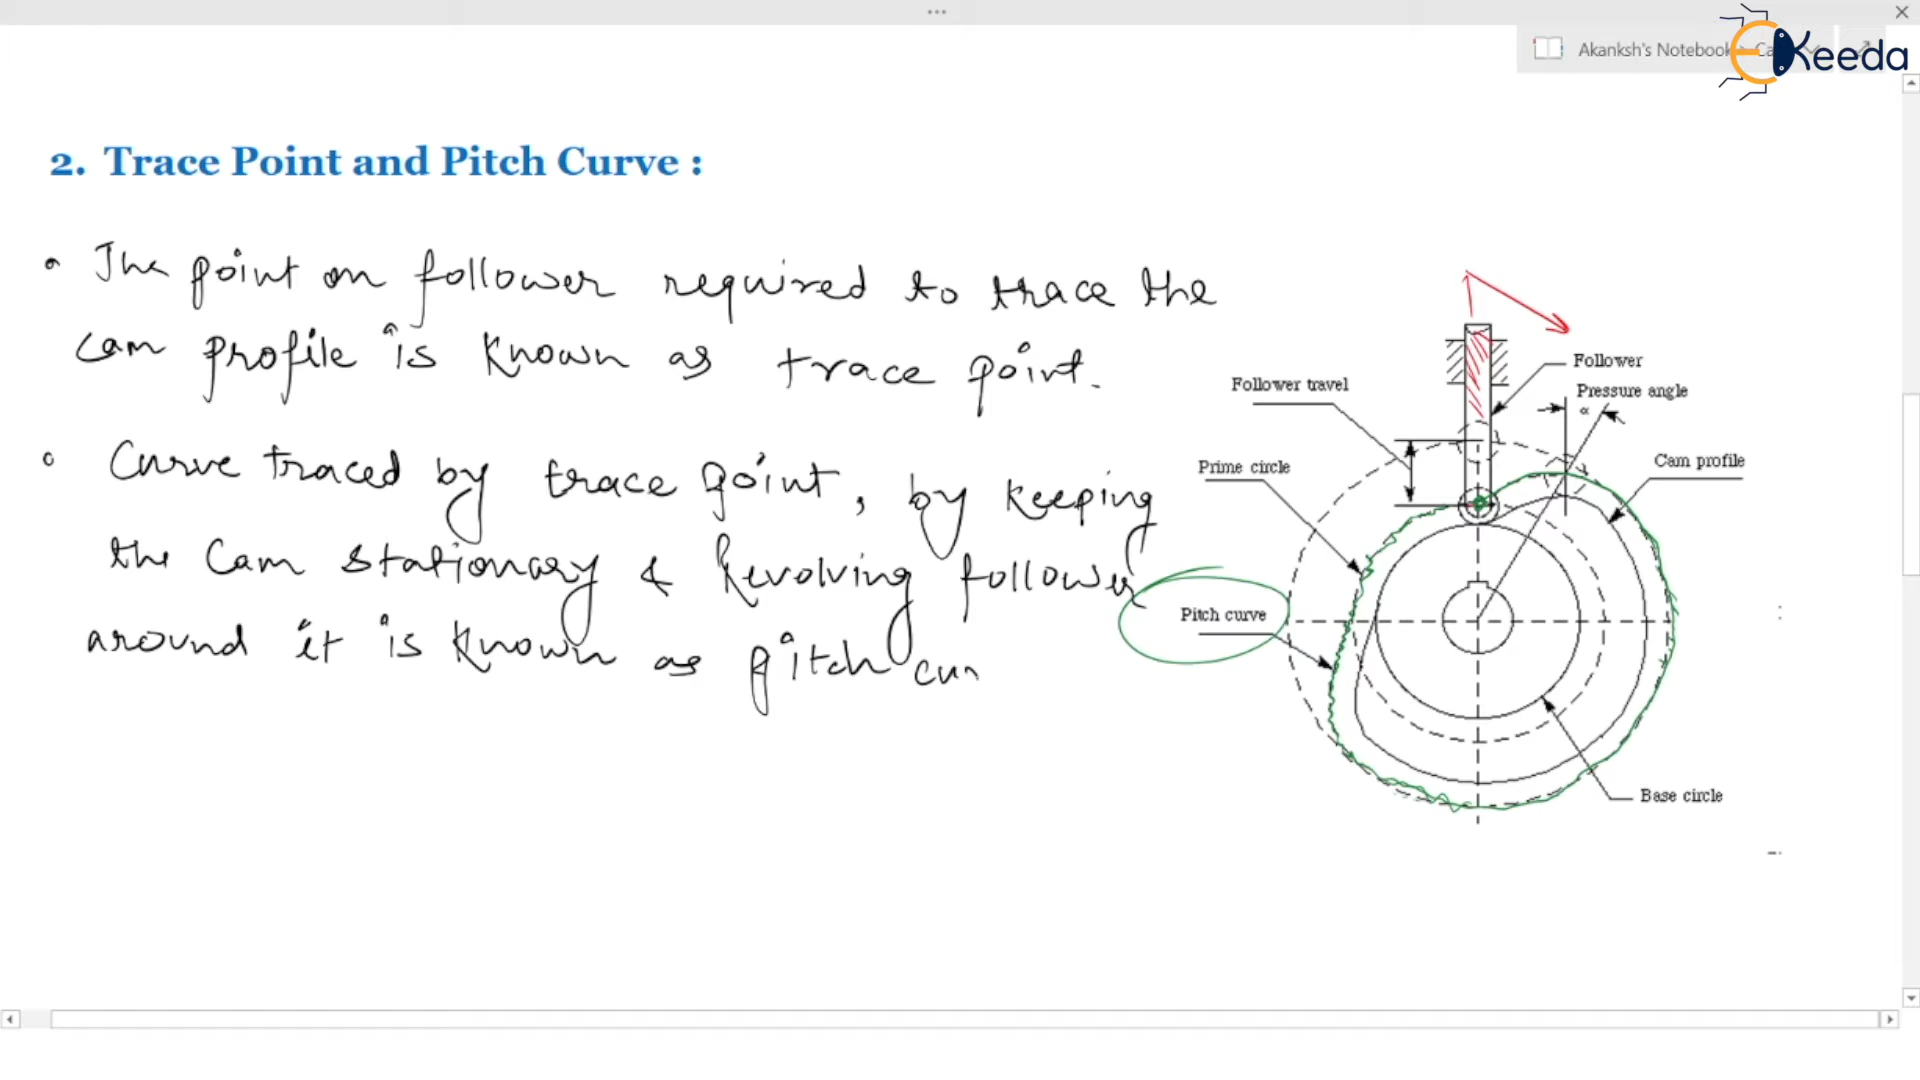 Akanksh's Notebook
EKeeda
2. Trace Point and Pitch Curve :
• The point on follower required to trace the
cam profile is known as trace point.
• Curve traced by trace point, by keeping
the Cam stationary & Revolving follower
around it is known as pitch cur
Follower
Follower travel
Pressure angle
α
Cam profile
Prime circle
Pitch curve
Base circle